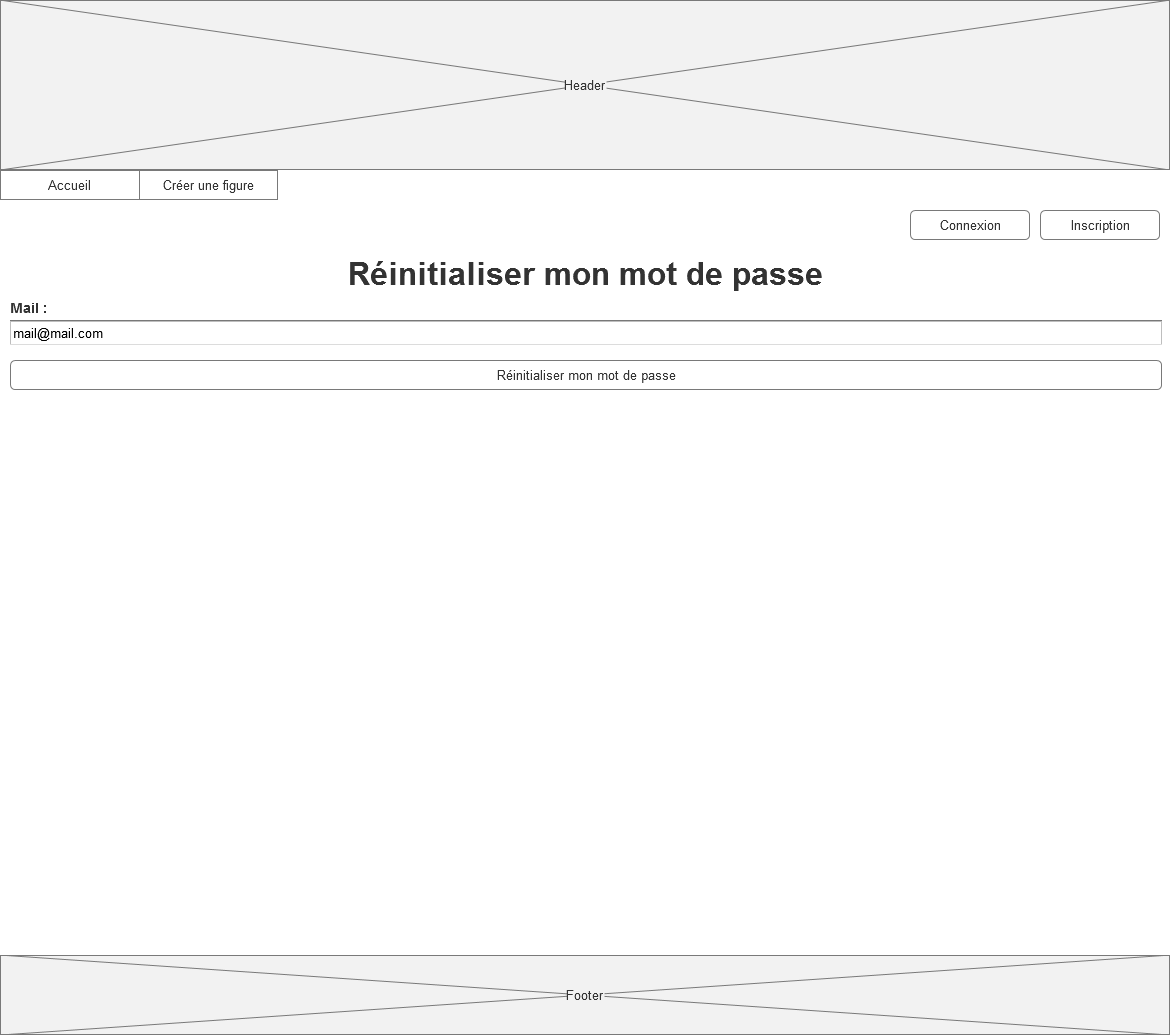 Header
Accueil
Créer une figure
Connexion
Inscription
Réinitialiser mon mot de passe
Mail :
mail@mail.com
Réinitialiser mon mot de passe
Footer